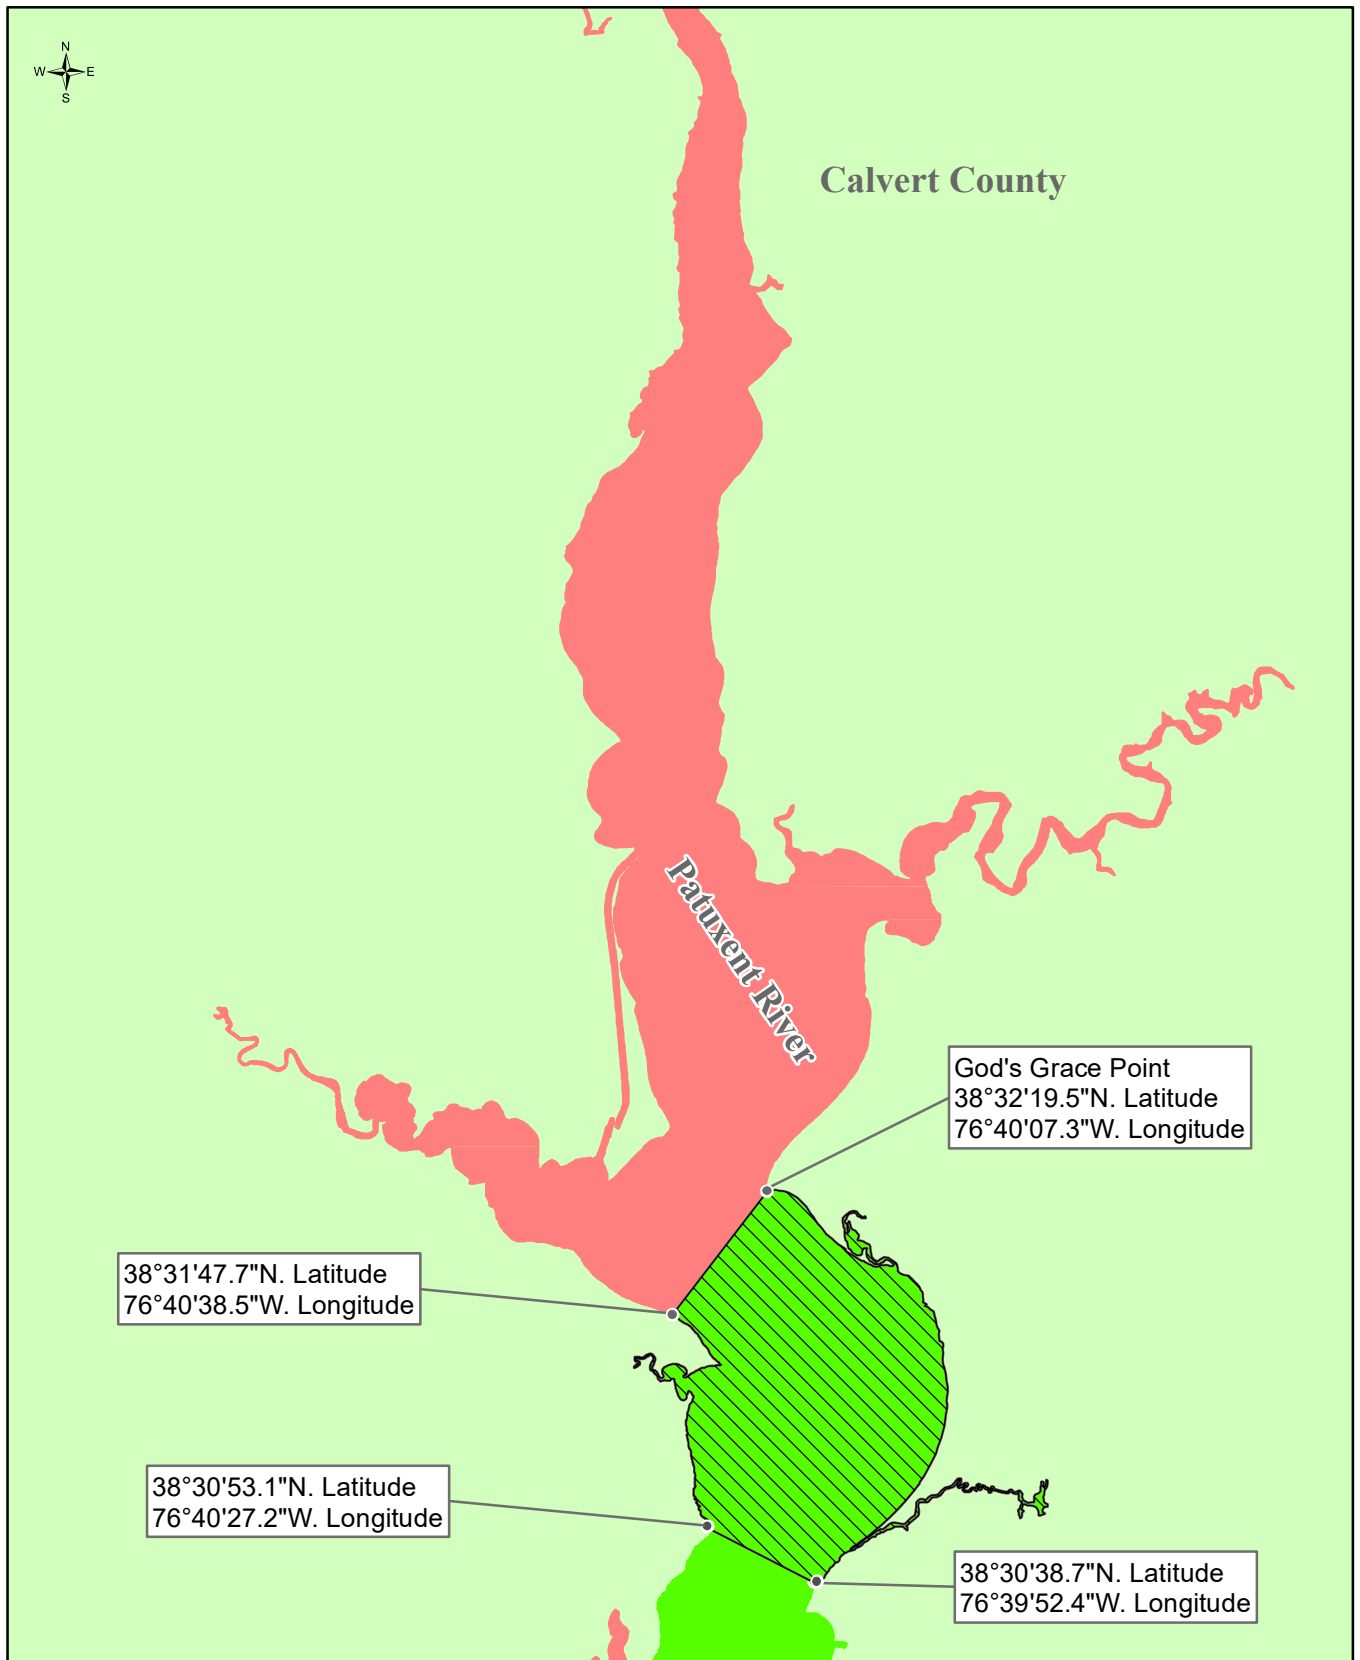 N
W E
S
Calvert County
Patuxent River
God's Grace Point
38°32'19.5"N. Latitude
76°40'07.3"W. Longitude
38°31'47.7"N. Latitude
76°40'38.5"W. Longitude
38°30'53.1"N. Latitude
76°40'27.2"W. Longitude
38°30'38.7"N. Latitude
76°39'52.4"W. Longitude